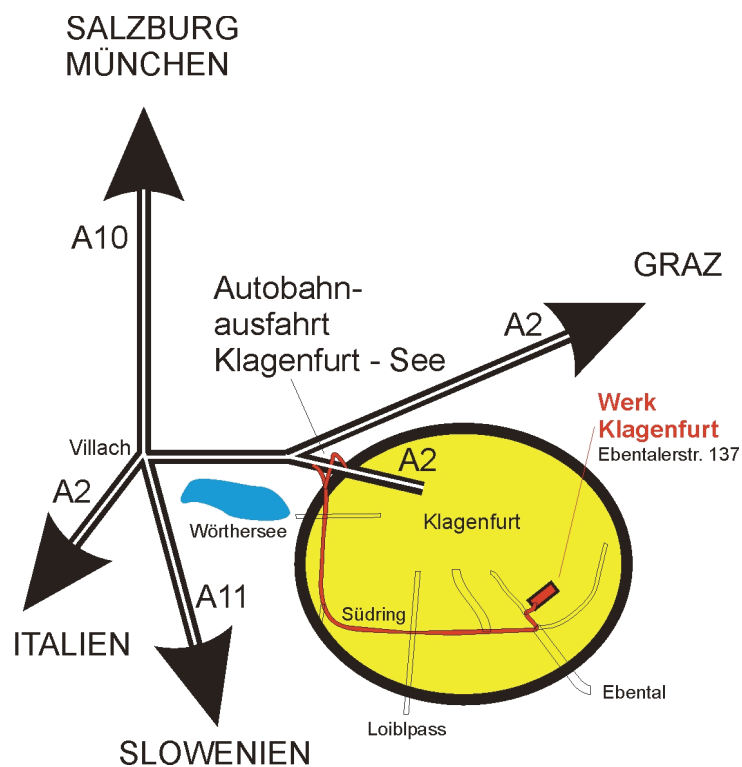 SALZBURG
MÜNCHEN
A10
GRAZ
A2
Autobahn-
ausfahrt
Klagenfurt - See
Werk
Klagenfurt
Ebentalerstr. 137
Villach
A2
A2
Wörthersee
Klagenfurt
A11
Südring
ITALIEN
Ebental
Loiblpass
SLOWENIEN